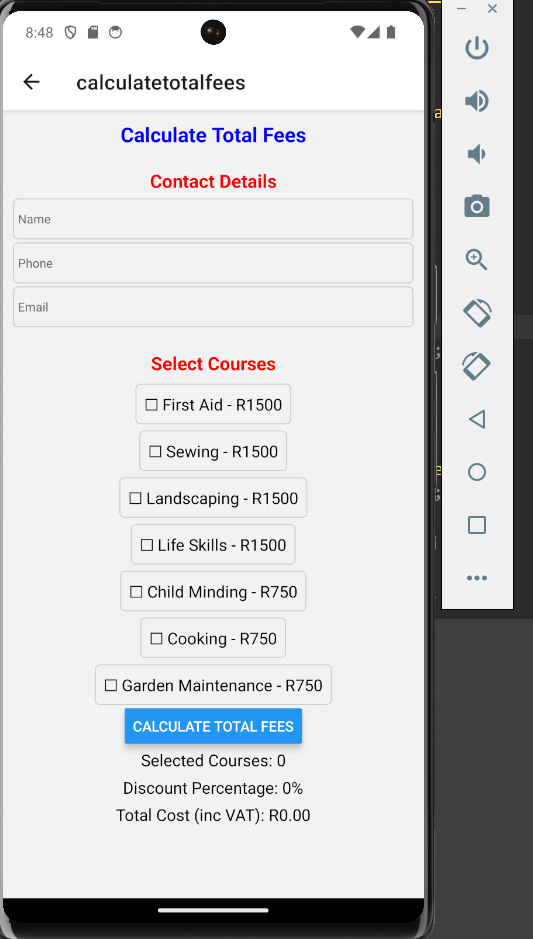 8:48
calculatetotalfees
Calculate Total Fees
Contact Details
Name
Phone
Email
Select Courses
☐ First Aid - R1500
☐ Sewing - R1500
☐ Landscaping - R1500
☐ Life Skills - R1500
☐ Child Minding - R750
☐ Cooking - R750
☐ Garden Maintenance - R750
CALCULATE TOTAL FEES
Selected Courses: 0
Discount Percentage: 0%
Total Cost (inc VAT): R0.00